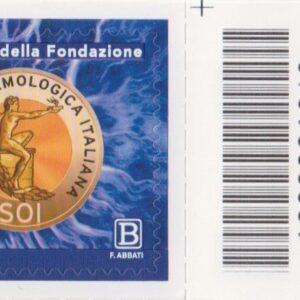 della Fondazione
MOLOGICA ITALIANA
SOI
B
F. ABBATI